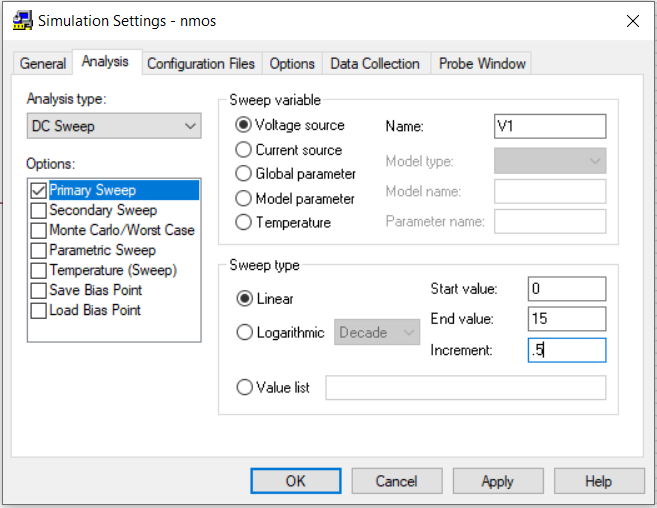 Simulation Settings - nmos
General Analysis Configuration Files Options Data Collection Probe Window
Analysis type:
DC Sweep
Options:
Primary Sweep
Secondary Sweep
Monte Carlo/Worst Case
Parametric Sweep
Temperature (Sweep)
Save Bias Point
Load Bias Point
Sweep variable
Voltage source
Current source
Global parameter
Model parameter
Temperature
Name: V1
Model type:
Model name:
Parameter name:
Sweep type
Linear
Logarithmic Decade
Value list
Start value: 0
End value: 15
Increment: .5
OK Cancel Apply Help